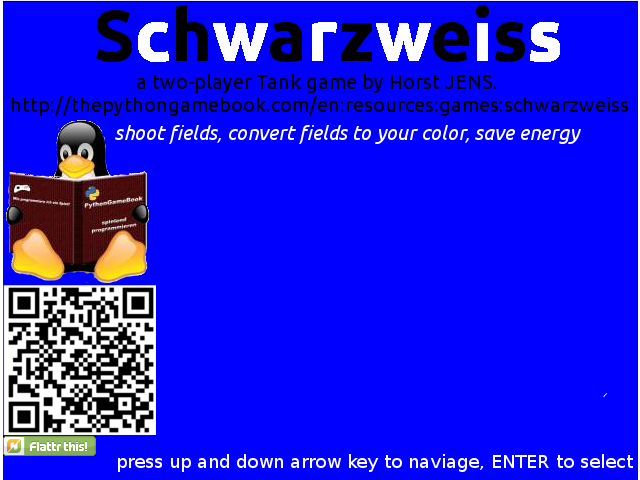 Schwarzweiss
a two-player Tank game by Horst JENS.
http://thepythongamebook.com/en:resources:games:schwarzweiss
shoot fields, convert fields to your color, save energy
PythonGameBook
spielend
programmieren
Flattr this!
press up and down arrow key to naviage, ENTER to select